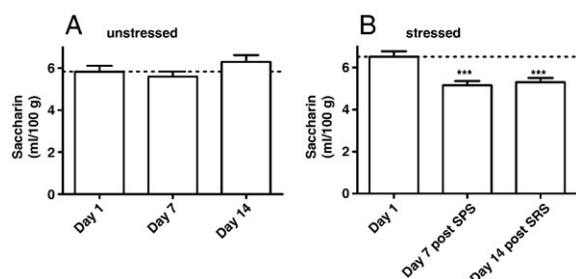 A
unstressed
Saccharin
(ml/100 g)
6
4
2
0
Day 1
Day 7
Day 14
B
stressed
Saccharin
(ml/100 g)
6
4
2
0
***
***
Day 1
Day 7 post SPS
Day 14 post SRS